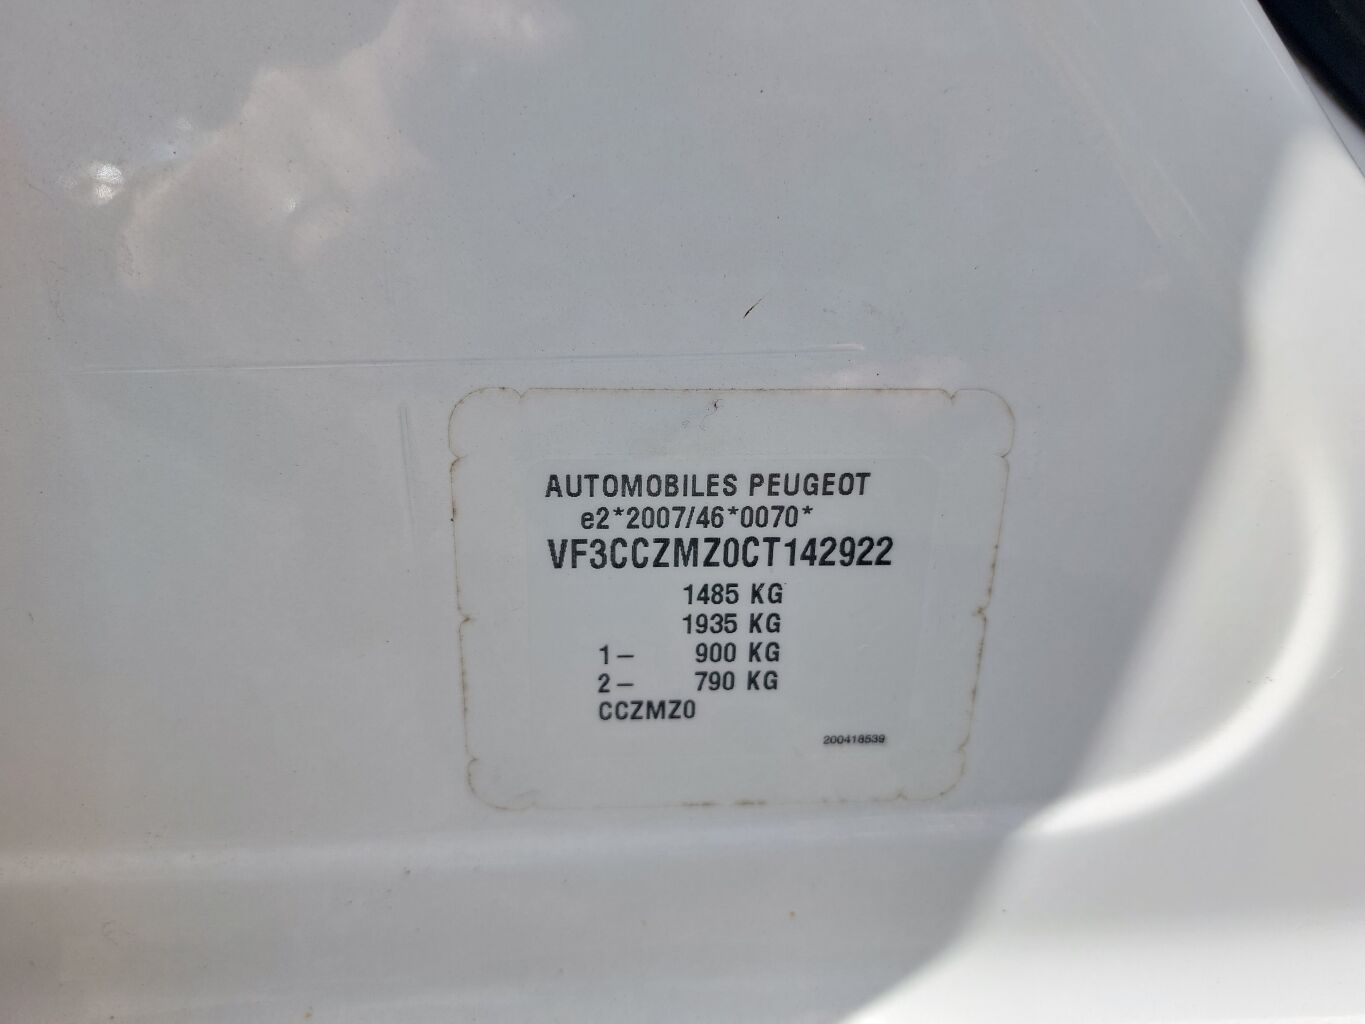 AUTOMOBILES PEUGEOT
e2*2007/46*0070*
VF3CCZMZ0CT142922
1485 KG
1935 KG
1– 900 KG
2– 790 KG
CCZMZ0
200418539